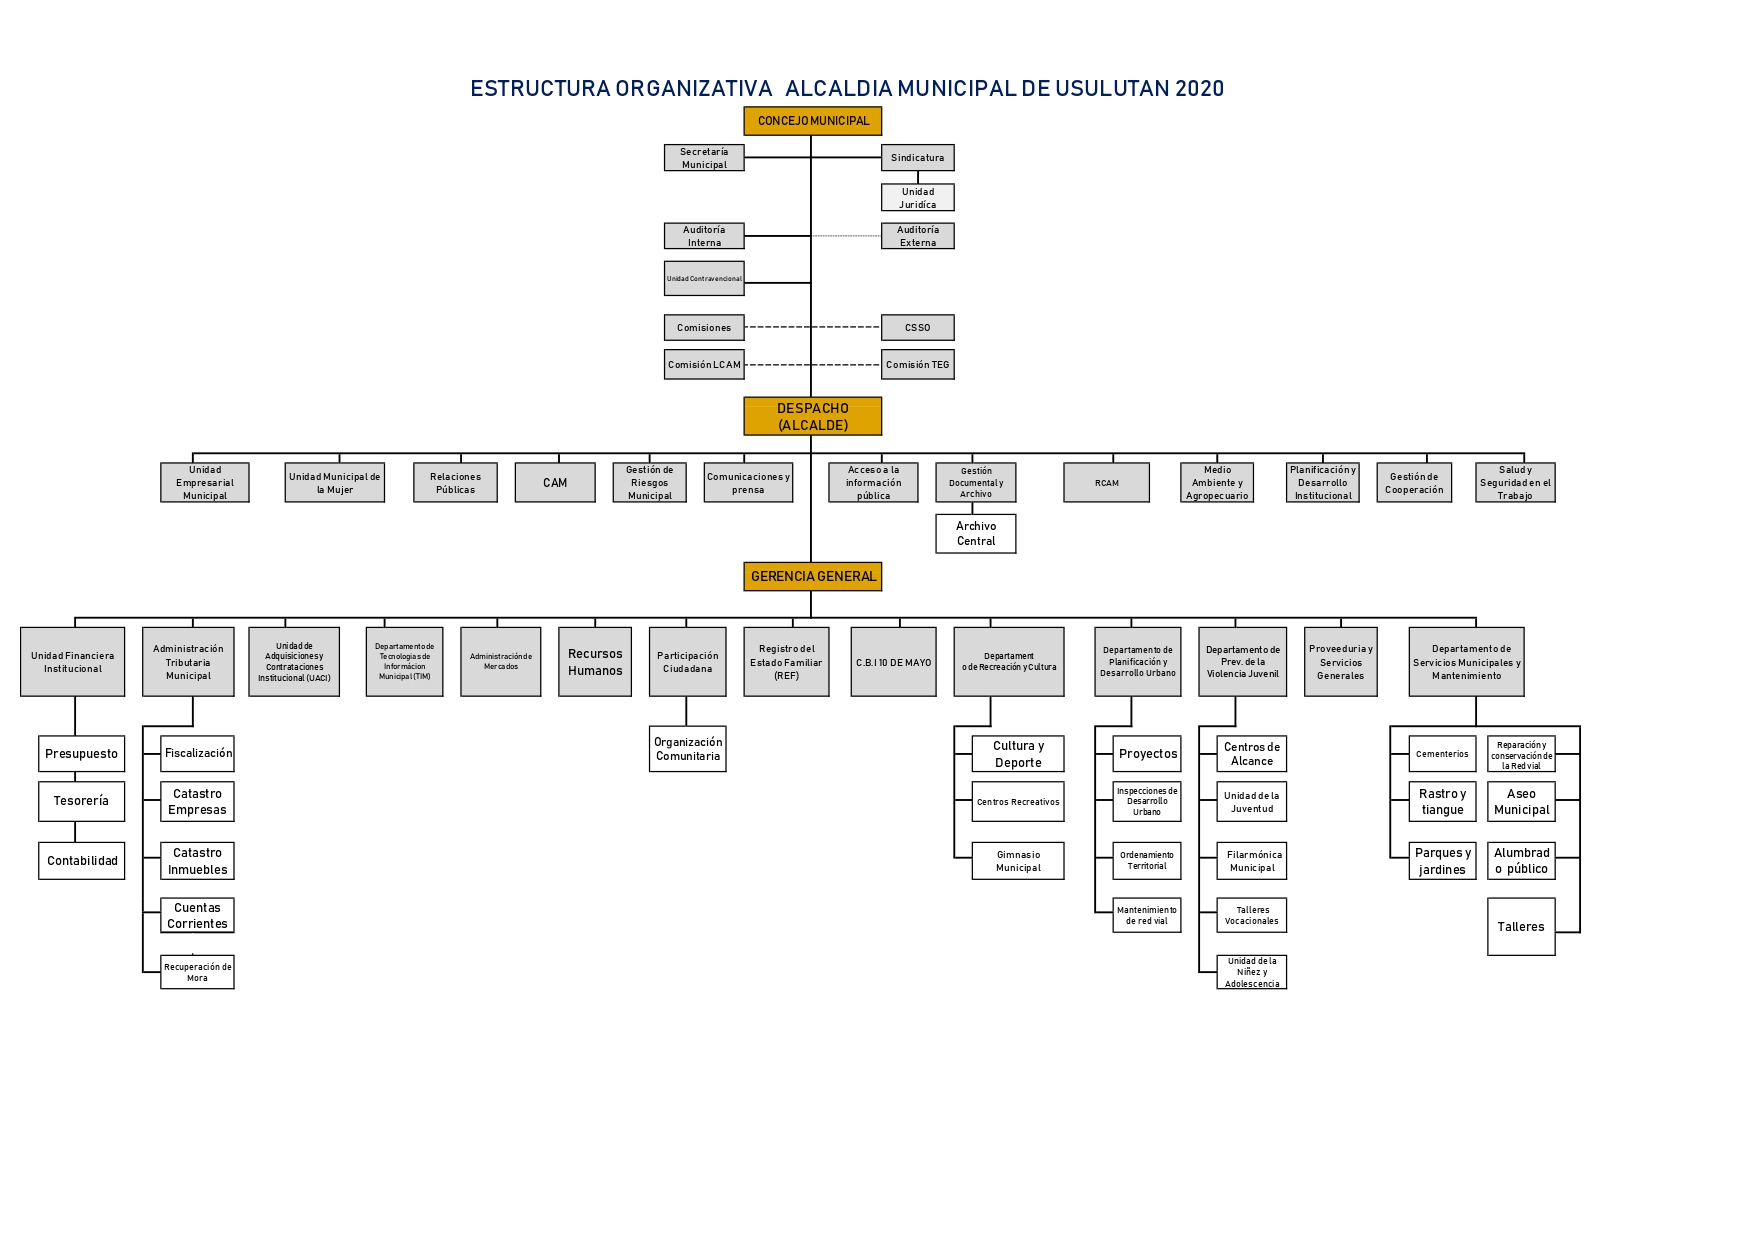 ESTRUCTURA ORGANIZATIVA ALCALDIA MUNICIPAL DE USULUTAN 2020
CONCEJO MUNICIPAL
Secretaría
Municipal
Sindicatura
Unidad
Jurídica
Auditoría
Interna
Auditoría
Externa
Unidad Contravencional
Comisiones
CSSO
Comisión LCAM
Comisión TEG
DESPACHO
(ALCALDE)
Unidad
Empresarial
Municipal
Unidad Municipal de
la Mujer
Relaciones
Públicas
CAM
Gestión de
Riesgos
Municipal
Comunicaciones y
prensa
Acceso a la
información
pública
Gestión
Documental y
Archivo
RCAM
Medio
Ambiente y
Agropecuario
Planificación y
Desarrollo
Institucional
Gestión de
Cooperación
Salud y
Seguridad en el
Trabajo
Archivo
Central
GERENCIA GENERAL
Unidad Financiera
Institucional
Administración
Tributaria
Municipal
Unidad de
Adquisiciones y
Contrataciones
Institucional (UACI)
Departamento de
Tecnologias de
Informácion
Municipal (TIM)
Administración de
Mercados
Recursos
Humanos
Participación
Ciudadana
Registro del
Estado Familiar
(REF)
C.B.I 10 DE MAYO
Departament
o de Recreación y Cultura
Departamento de
Planificación y
Desarrollo Urbano
Departamento de
Prev. de la
Violencia Juvenil
Proveeduria y
Servicios
Generales
Departamento de
Servicios Municipales y
Mantenimiento
Presupuesto
Tesorería
Contabilidad
Fiscalización
Catastro
Empresas
Catastro
Inmuebles
Cuentas
Corrientes
Recuperación de
Mora
Organización
Comunitaria
Cultura y
Deporte
Centros Recreativos
Gimnasio
Municipal
Proyectos
Inspecciones de
Desarrollo
Urbano
Ordenamiento
Territorial
Mantenimiento
de red vial
Centros de
Alcance
Unidad de la
Juventud
Filarmónica
Municipal
Talleres
Vocacionales
Unidad de la
Niñez y
Adolescencia
Cementerios
Rastro y
tiangue
Parques y
jardines
Reparación y
conservación de
la Red vial
Aseo
Municipal
Alumbrad
o público
Talleres